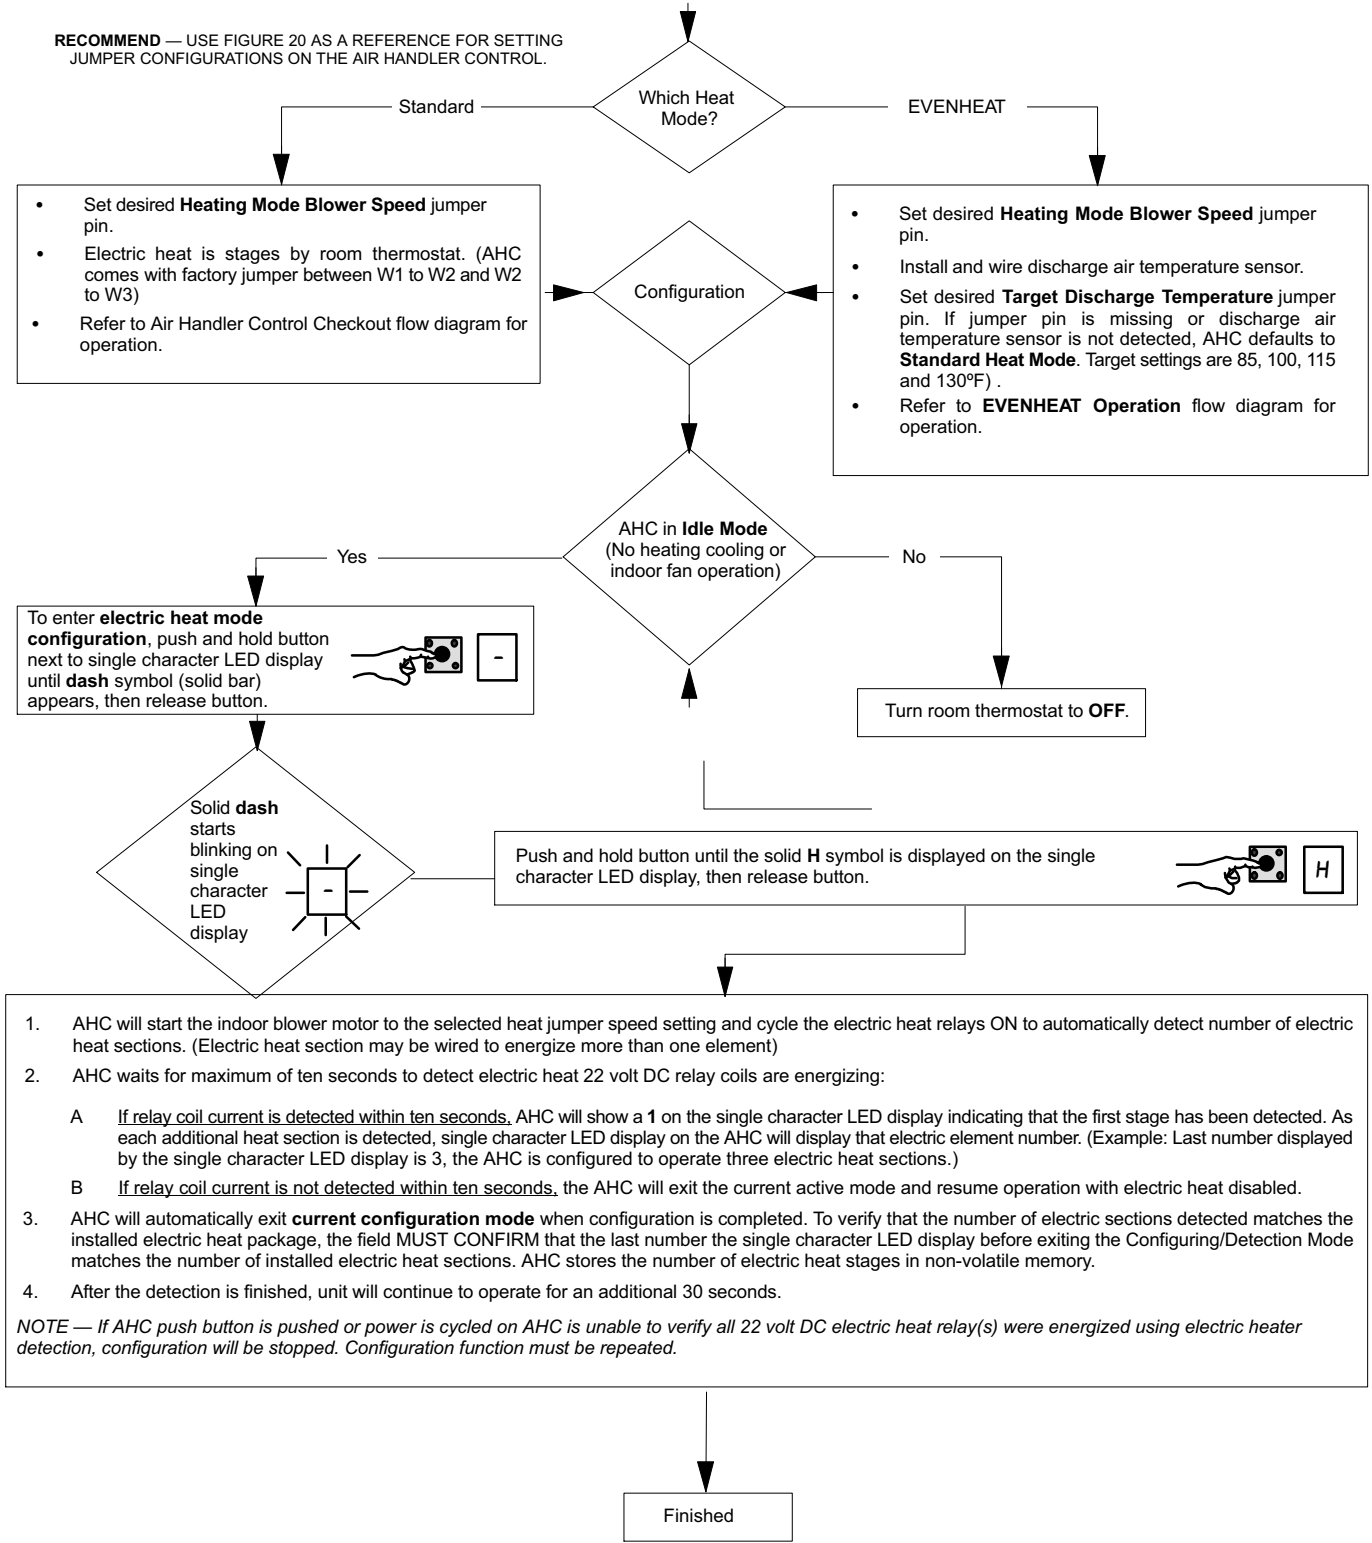 RECOMMEND — USE FIGURE 20 AS A REFERENCE FOR SETTING
JUMPER CONFIGURATIONS ON THE AIR HANDLER CONTROL.
Which Heat
Mode?
Standard
EVENHEAT
• Set desired Heating Mode Blower Speed jumper
pin.
• Electric heat is stages by room thermostat. (AHC
comes with factory jumper between W1 to W2 and W2
to W3)
• Refer to Air Handler Control Checkout flow diagram for
operation.
Configuration
• Set desired Heating Mode Blower Speed jumper
pin.
• Install and wire discharge air temperature sensor.
• Set desired Target Discharge Temperature jumper
pin. If jumper pin is missing or discharge air
temperature sensor is not detected, AHC defaults to
Standard Heat Mode. Target settings are 85, 100, 115
and 130ºF) .
• Refer to EVENHEAT Operation flow diagram for
operation.
AHC in Idle Mode
(No heating cooling or
indoor fan operation)
Yes
No
To enter electric heat mode
configuration, push and hold button
next to single character LED display
until dash symbol (solid bar)
appears, then release button.
-
Turn room thermostat to OFF.
Solid dash
starts
blinking on
single
character
LED
display
-
Push and hold button until the solid H symbol is displayed on the single
character LED display, then release button.
H
1. AHC will start the indoor blower motor to the selected heat jumper speed setting and cycle the electric heat relays ON to automatically detect number of electric
heat sections. (Electric heat section may be wired to energize more than one element)
2. AHC waits for maximum of ten seconds to detect electric heat 22 volt DC relay coils are energizing:
A If relay coil current is detected within ten seconds, AHC will show a 1 on the single character LED display indicating that the first stage has been detected. As
each additional heat section is detected, single character LED display on the AHC will display that electric element number. (Example: Last number displayed
by the single character LED display is 3, the AHC is configured to operate three electric heat sections.)
B If relay coil current is not detected within ten seconds, the AHC will exit the current active mode and resume operation with electric heat disabled.
3. AHC will automatically exit current configuration mode when configuration is completed. To verify that the number of electric sections detected matches the
installed electric heat package, the field MUST CONFIRM that the last number the single character LED display before exiting the Configuring/Detection Mode
matches the number of installed electric heat sections. AHC stores the number of electric heat stages in non-volatile memory.
4. After the detection is finished, unit will continue to operate for an additional 30 seconds.
NOTE — If AHC push button is pushed or power is cycled on AHC is unable to verify all 22 volt DC electric heat relay(s) were energized using electric heater
detection, configuration will be stopped. Configuration function must be repeated.
Finished